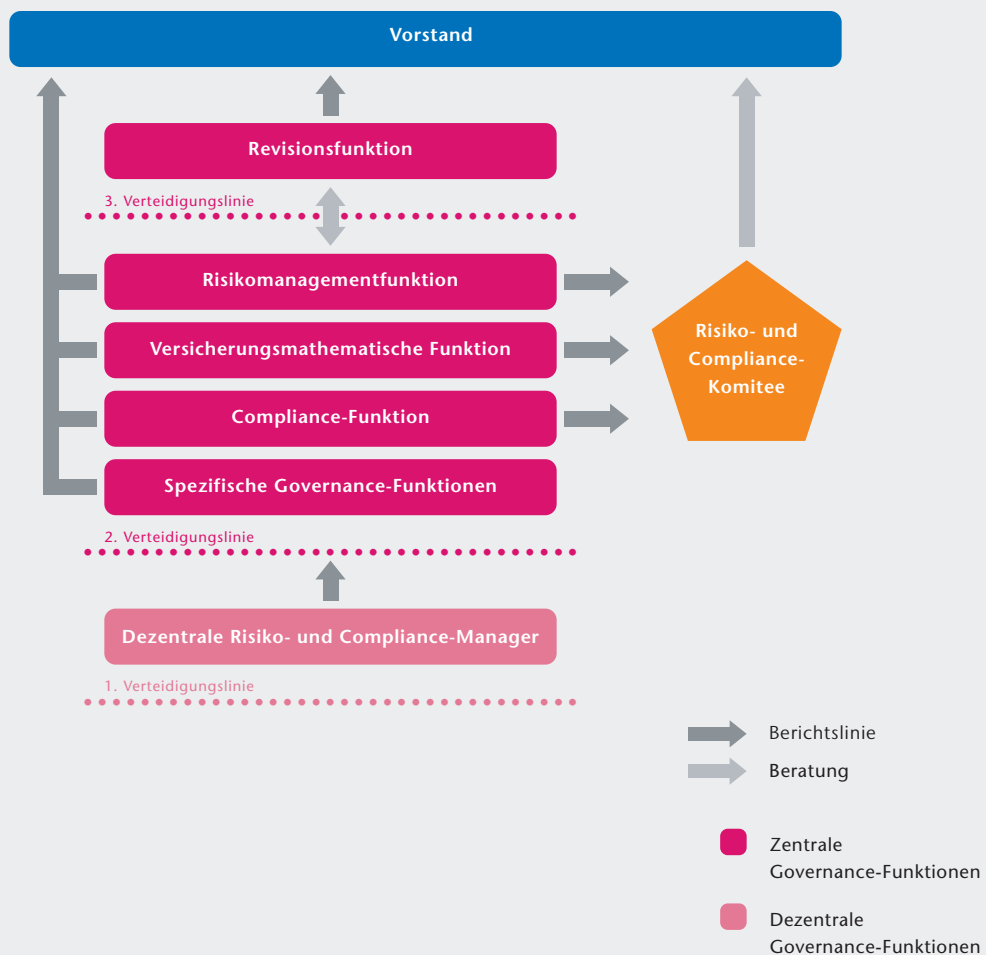 Vorstand
Revisionsfunktion
3. Verteidigungslinie
Risikomanagementfunktion
Versicherungsmathematische Funktion
Compliance-Funktion
Spezifische Governance-Funktionen
Risiko- und
Compliance-
Komitee
2. Verteidigungslinie
Dezentrale Risiko- und Compliance-Manager
1. Verteidigungslinie
Berichtslinie
Beratung
Zentrale
Governance-Funktionen
Dezentrale
Governance-Funktionen